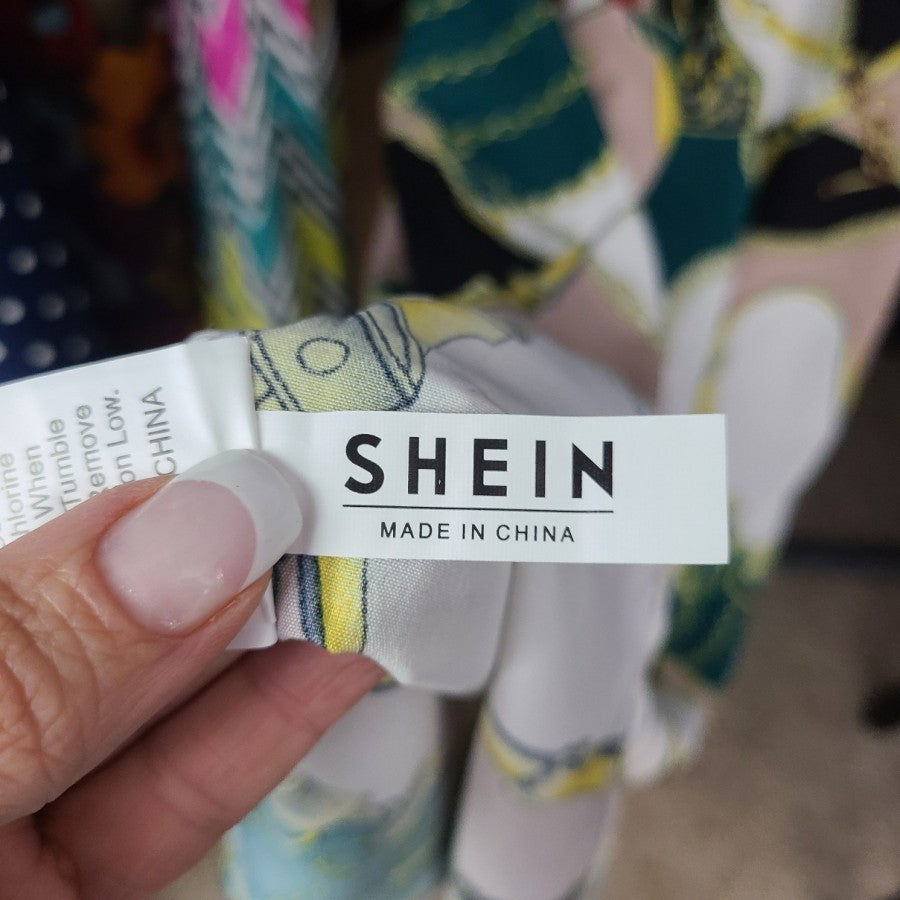 SHEIN
MADE IN CHINA
hlorine
When
Tumble
Remove
on Low.
CHINA